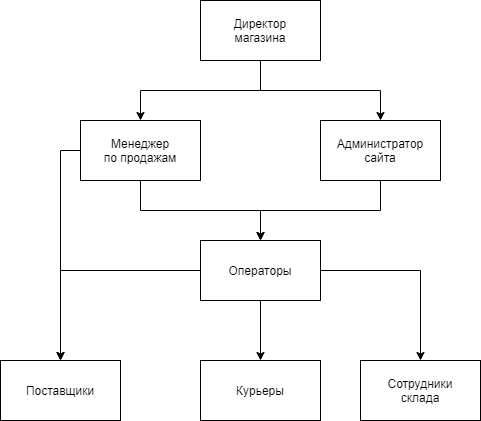 Директор
магазина
Менеджер
по продажам
Администратор
сайта
Операторы
Поставщики
Курьеры
Сотрудники
склада